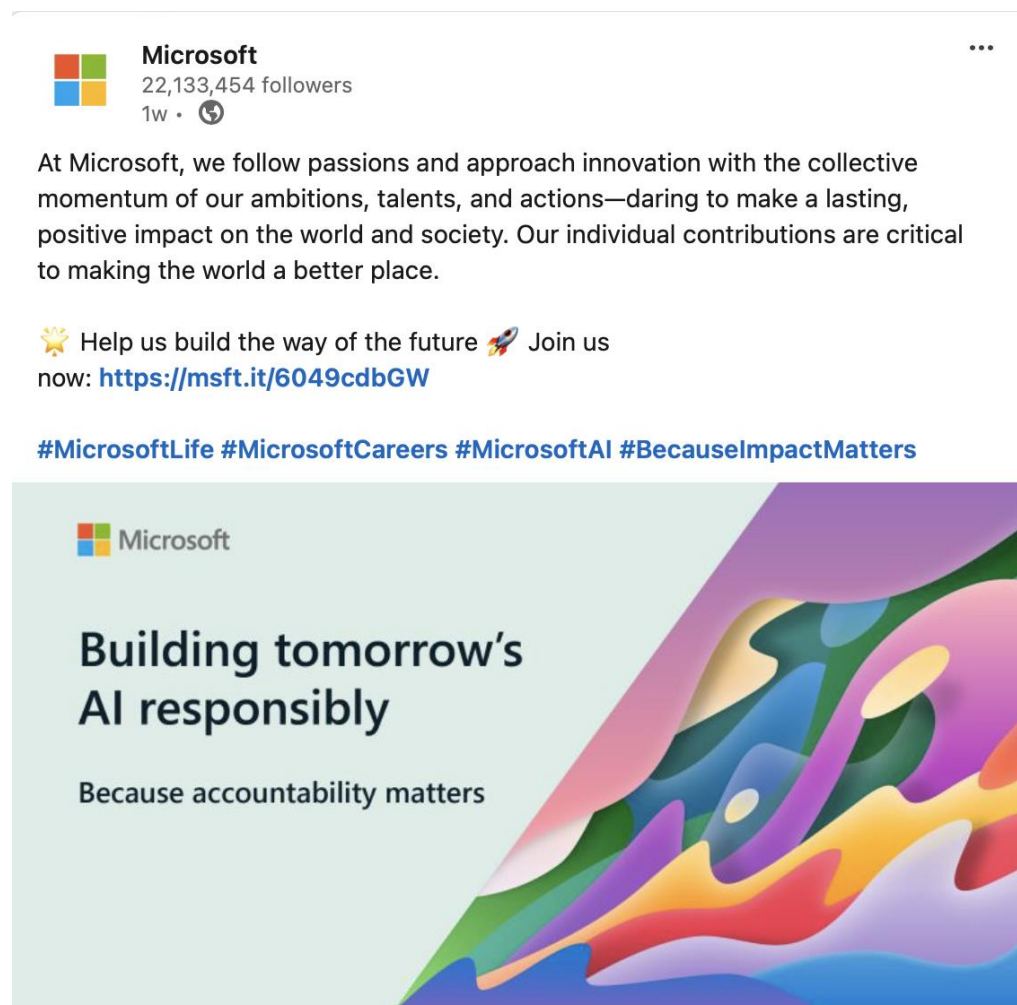 Microsoft
22,133,454 followers
1w •
At Microsoft, we follow passions and approach innovation with the collective
momentum of our ambitions, talents, and actions—daring to make a lasting,
positive impact on the world and society. Our individual contributions are critical
to making the world a better place.
🌟 Help us build the way of the future 🚀 Join us
now: https://msft.it/6049cdbGW
#MicrosoftLife #MicrosoftCareers #MicrosoftAI #BecauseImpactMatters
Microsoft
Building tomorrow's
AI responsibly
Because accountability matters